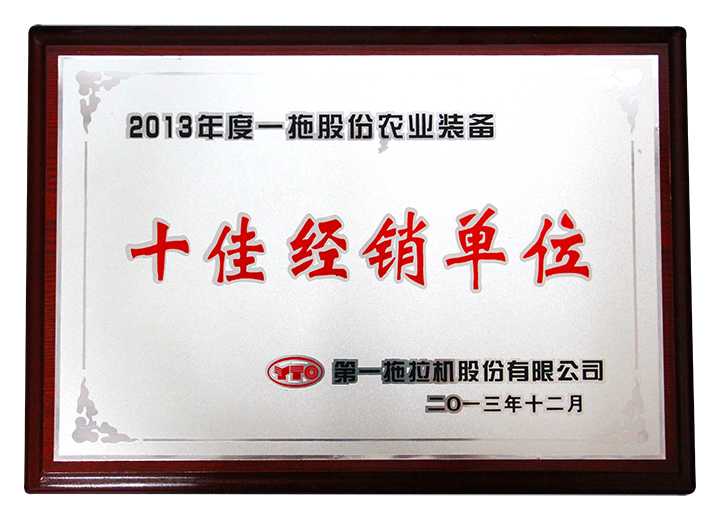 2013年度一拖股份农业装备
十佳经销单位
YTO 第一拖拉机股份有限公司
二〇一三年十二月